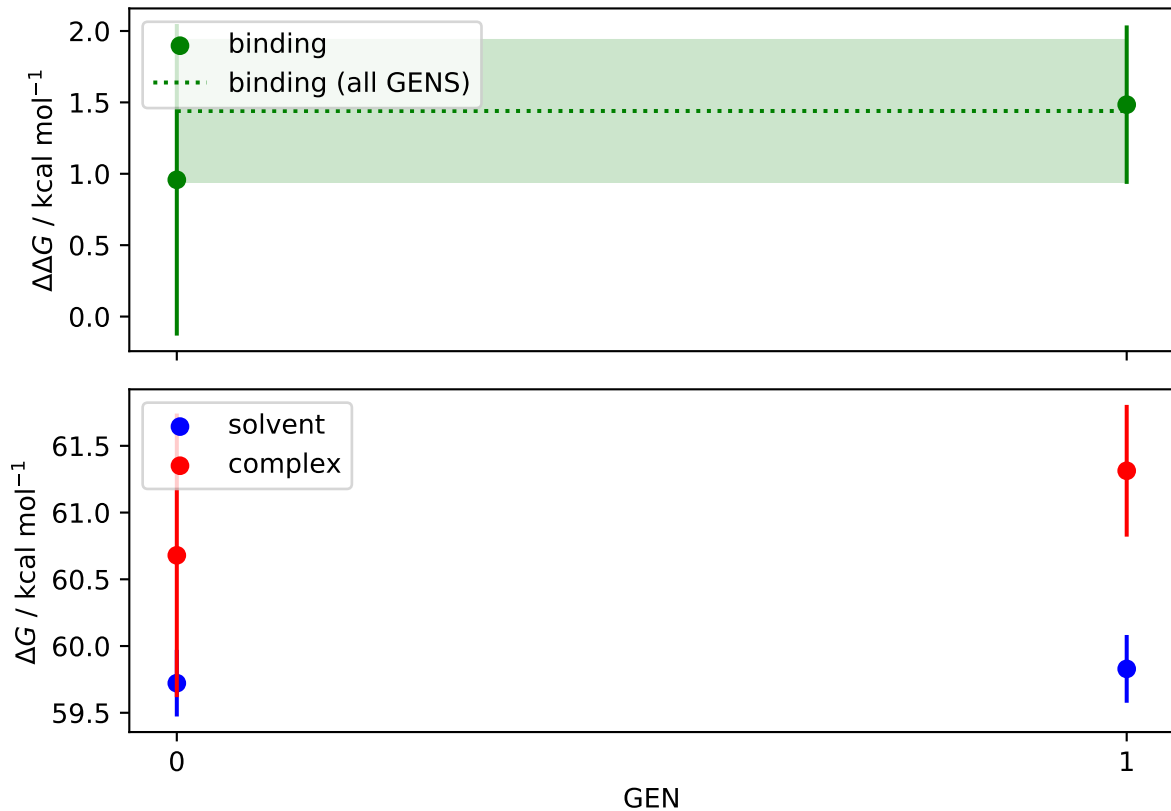 2.0
1.5
1.0
0.5
0.0
ΔΔG / kcal mol⁻¹
binding
binding (all GENS)
61.5
61.0
60.5
60.0
59.5
ΔG / kcal mol⁻¹
solvent
complex
0
1
GEN